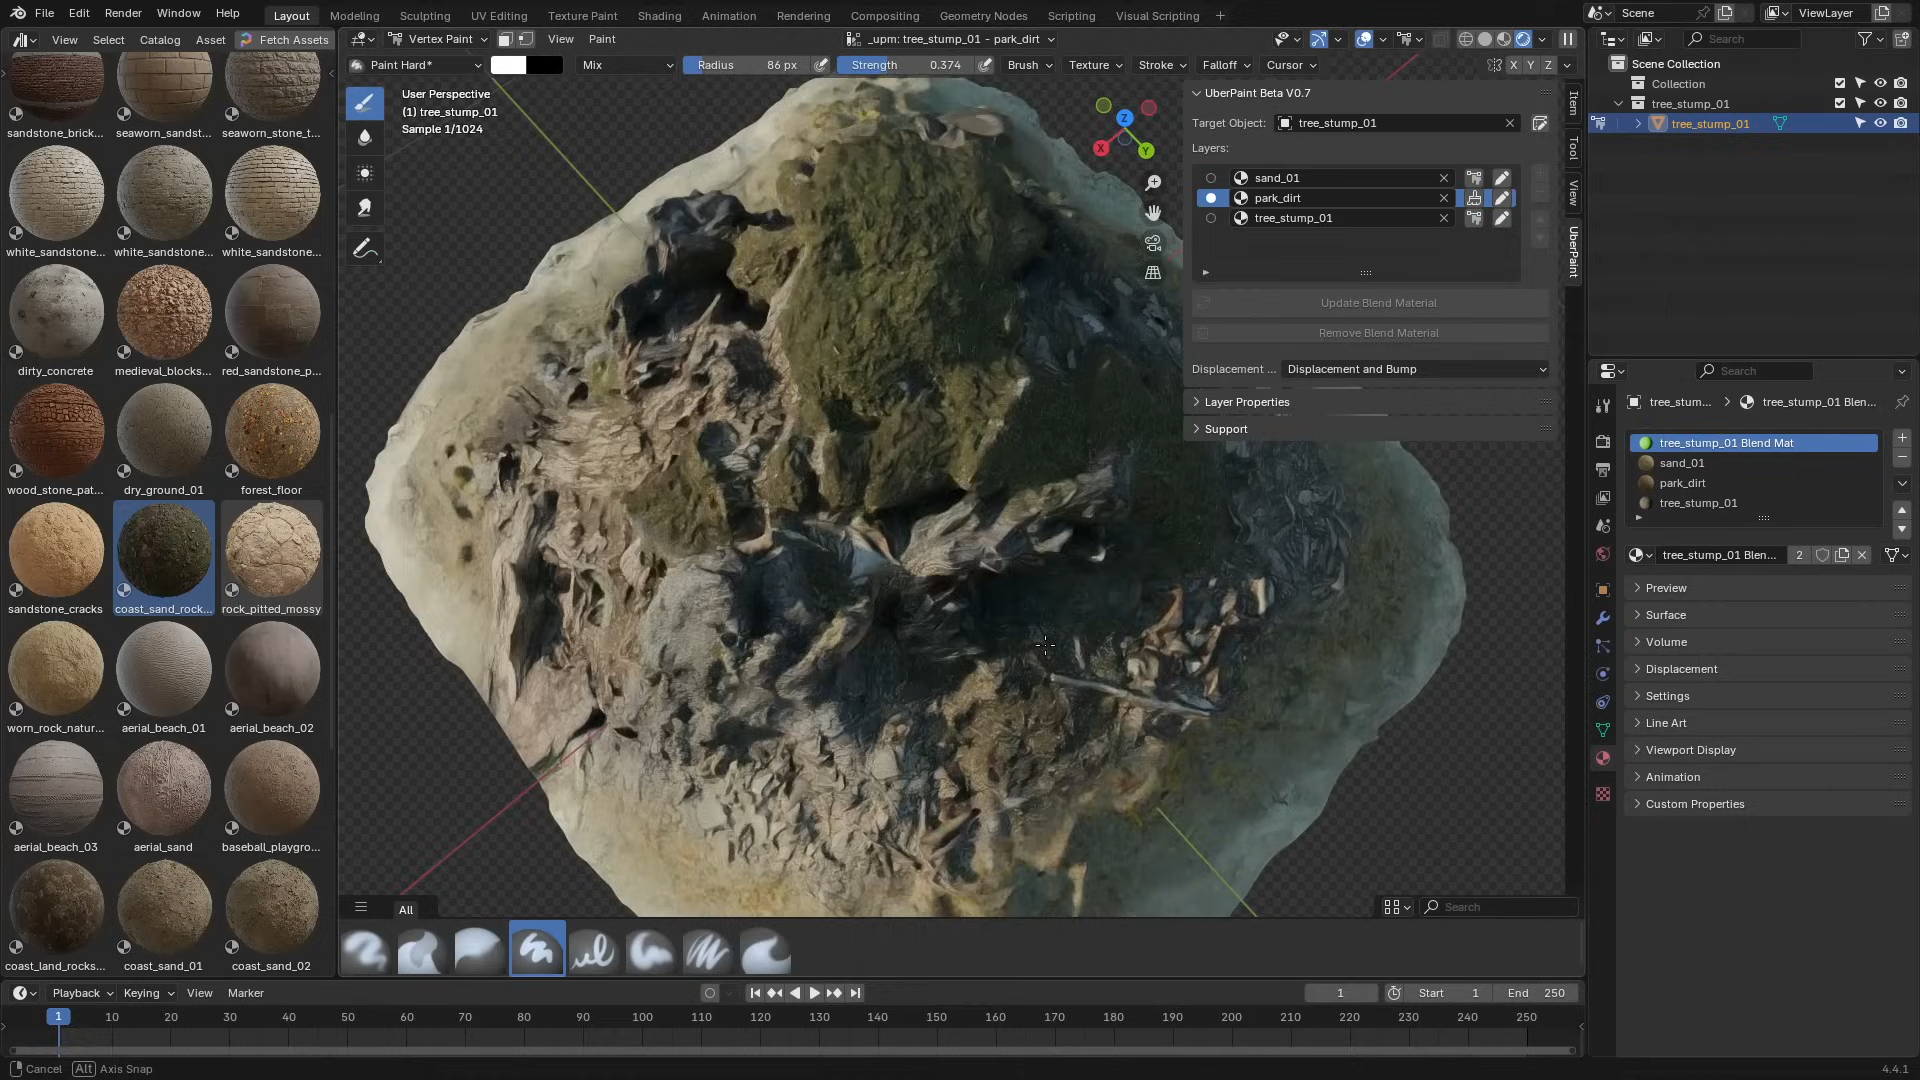 File Edit Render Window Help Layout Modeling Sculpting UV Editing Texture Paint Shading Animation Rendering Compositing Geometry Nodes Scripting Visual Scripting + Scene ViewLayer
View Select Catalog Asset Fetch Assets Vertex Paint View Paint _upm: tree_stump_01 - park_dirt Search
Paint Hard* Mix Radius 86 px Strength 0.374 Brush Texture Stroke Falloff Cursor X Y Z
Scene Collection
Collection
tree_stump_01
tree_stump_01
User Perspective
(1) tree_stump_01
Sample 1/1024
Z
X
Y
UberPaint Beta V0.7
Target Object: tree_stump_01
Layers:
sand_01
park_dirt
tree_stump_01
Update Blend Material
Remove Blend Material
Displacement ... Displacement and Bump
Layer Properties
Support
Item
Tool
View
UberPaint
sandstone_brick... seaworn_sandst... seaworn_stone_t...
white_sandstone... white_sandstone... white_sandstone...
dirty_concrete medieval_blocks... red_sandstone_p...
wood_stone_pat... dry_ground_01 forest_floor
sandstone_cracks coast_sand_rock... rock_pitted_mossy
worn_rock_natur... aerial_beach_01 aerial_beach_02
aerial_beach_03 aerial_sand baseball_playgro...
coast_land_rocks... coast_sand_01 coast_sand_02
Search
tree_stum... tree_stump_01 Blen...
tree_stump_01 Blend Mat
sand_01
park_dirt
tree_stump_01
tree_stump_01 Blen... 2
Preview
Surface
Volume
Displacement
Settings
Line Art
Viewport Display
Animation
Custom Properties
All Search
Playback Keying View Marker 1 Start 1 End 250
1 10 20 30 40 50 60 70 80 90 100 110 120 130 140 150 160 170 180 190 200 210 220 230 240 250
Cancel Alt Axis Snap 4.4.1